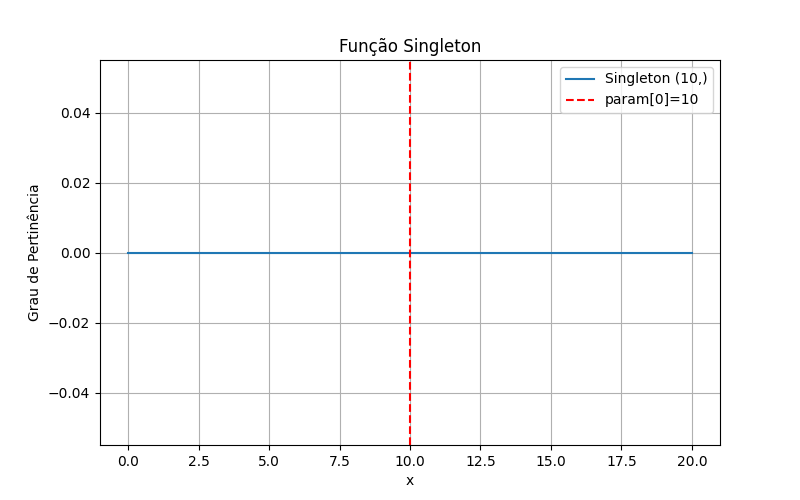 Função Singleton
Singleton (10,)
param[0]=10
Grau de Pertinência
0.04
0.02
0.00
−0.02
−0.04
0.0 2.5 5.0 7.5 10.0 12.5 15.0 17.5 20.0
x